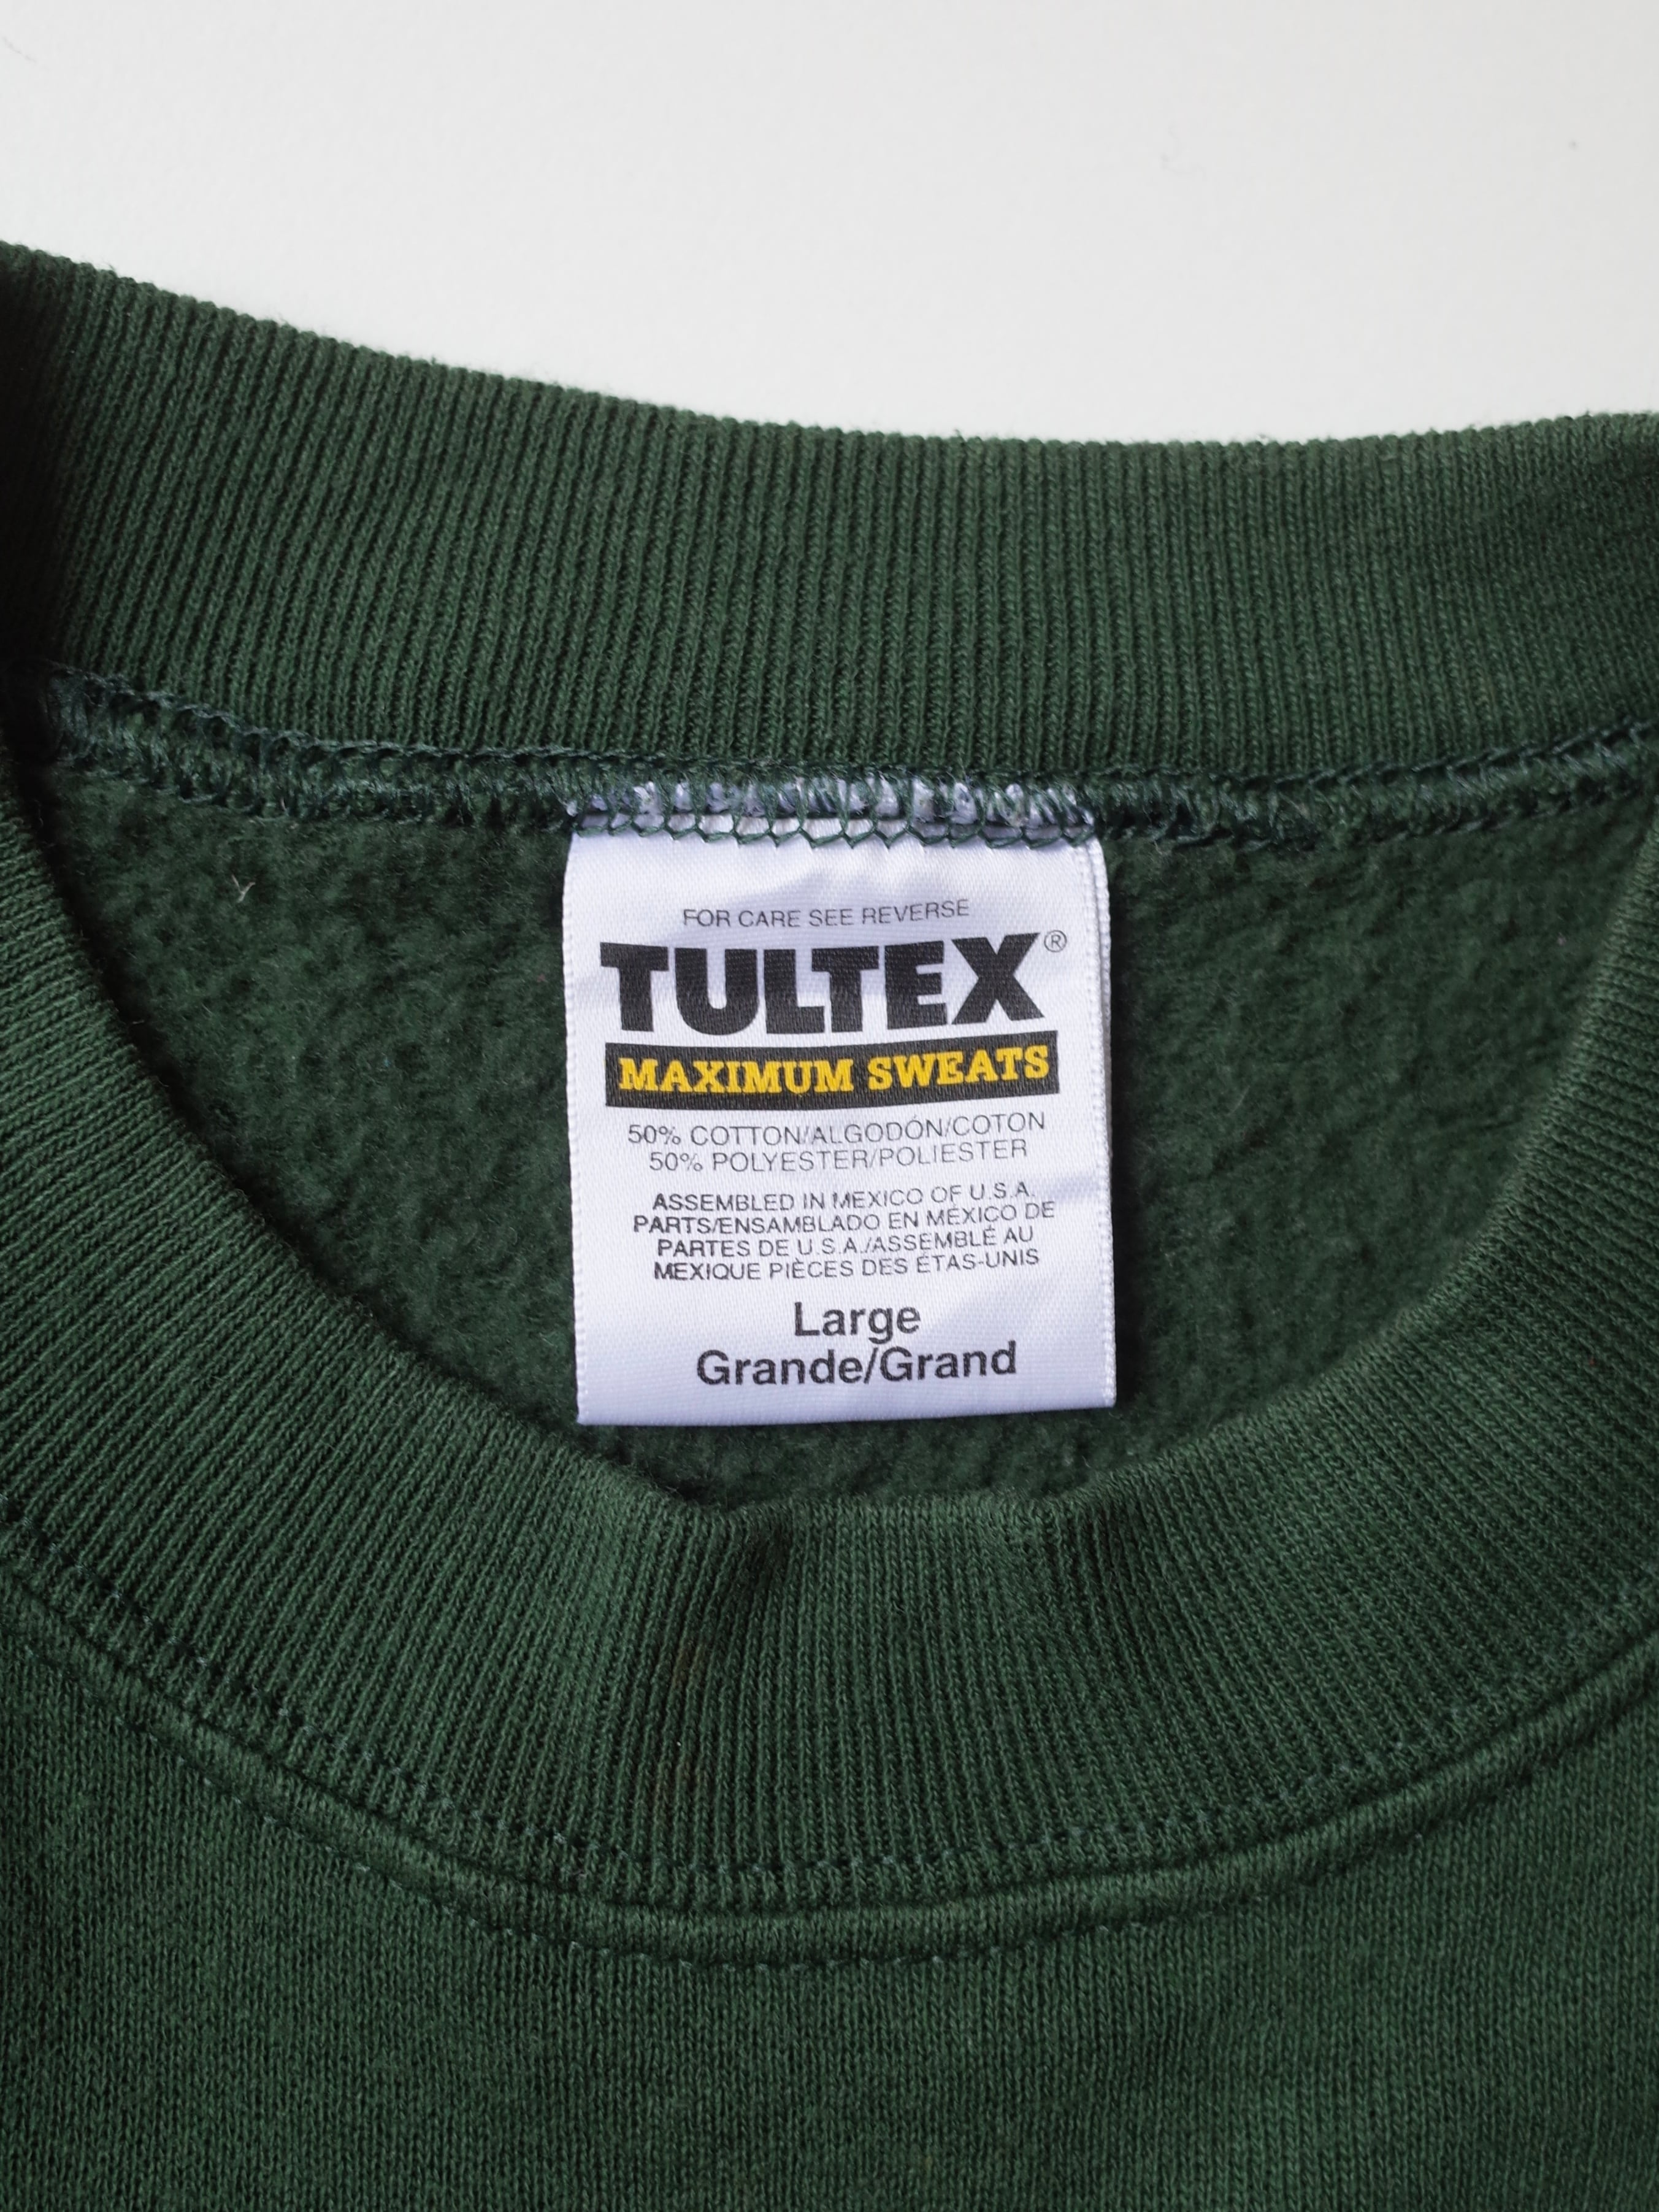 FOR CARE SEE REVERSE
TULTEX®
MAXIMUM SWEATS
50% COTTON/ALGODÓN/COTON
50% POLYESTER/POLIESTER
ASSEMBLED IN MEXICO OF U.S.A.
PARTS/ENSAMBLADO EN MÉXICO DE
PARTES DE U.S.A./ASSEMBLÉ AU
MEXIQUE PIÈCES DES ÉTAS-UNIS
Large
Grande/Grand